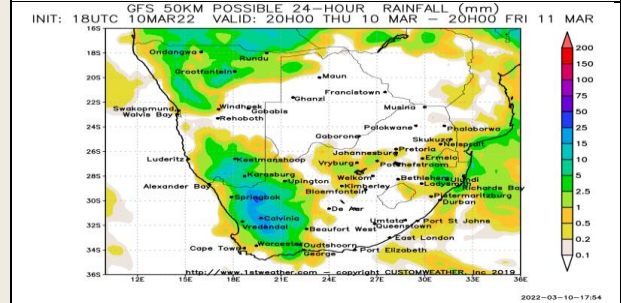 GFS 50KM POSSIBLE 24-HOUR RAINFALL (mm)
INIT: 18UTC 10MAR22 VALID: 20H00 THU 10 MAR - 20H00 FRI 11 MAR
16S
18S
20S
22S
24S
26S
28S
30S
32S
34S
36S
Ondangwa
Rundu
Grootfontein
Maun
Francistown
Ghanzi
Musina
Swakopmund
Windhoek
Gobabis
Walvis Bay
Rehoboth
Polokwane
Phalaborwa
Gaborone
Skukuza
Pretoria
Nelspruit
Johannesburg
Luderitz
Keetmanshoop
Vryburg
Potchefstroom
Ermelo
Karasburg
Upington
Welkom
Bethlehem
Ulundi
Alexander Bay
Kimberley
Ladysmith
Richards Bay
Springbok
Bloemfontein
Pietermaritzburg
Durban
De Aar
Calvinia
Umtata
Port St Johns
Vredendal
Queenstown
Beaufort West
East London
Cape Town
Worcester
Oudtshoorn
George
Port Elizabeth
http://www.1stweather.com - copyright CUSTOMWEATHER, Inc 2019
12E 15E 18E 21E 24E 27E 30E 33E 36E
200
150
100
75
50
25
15
10
5
2.5
1
0.5
0.2
0.1
2022-03-10-17:54